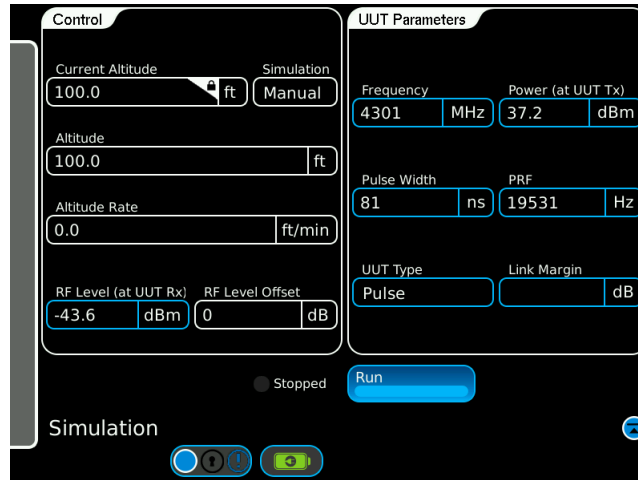 Control
Current Altitude
Simulation
100.0 ft
Manual
Altitude
100.0 ft
Altitude Rate
0.0 ft/min
RF Level (at UUT Rx)
RF Level Offset
-43.6 dBm
0 dB
UUT Parameters
Frequency
Power (at UUT Tx)
4301 MHz
37.2 dBm
Pulse Width
PRF
81 ns
19531 Hz
UUT Type
Link Margin
Pulse
dB
Stopped
Run
Simulation